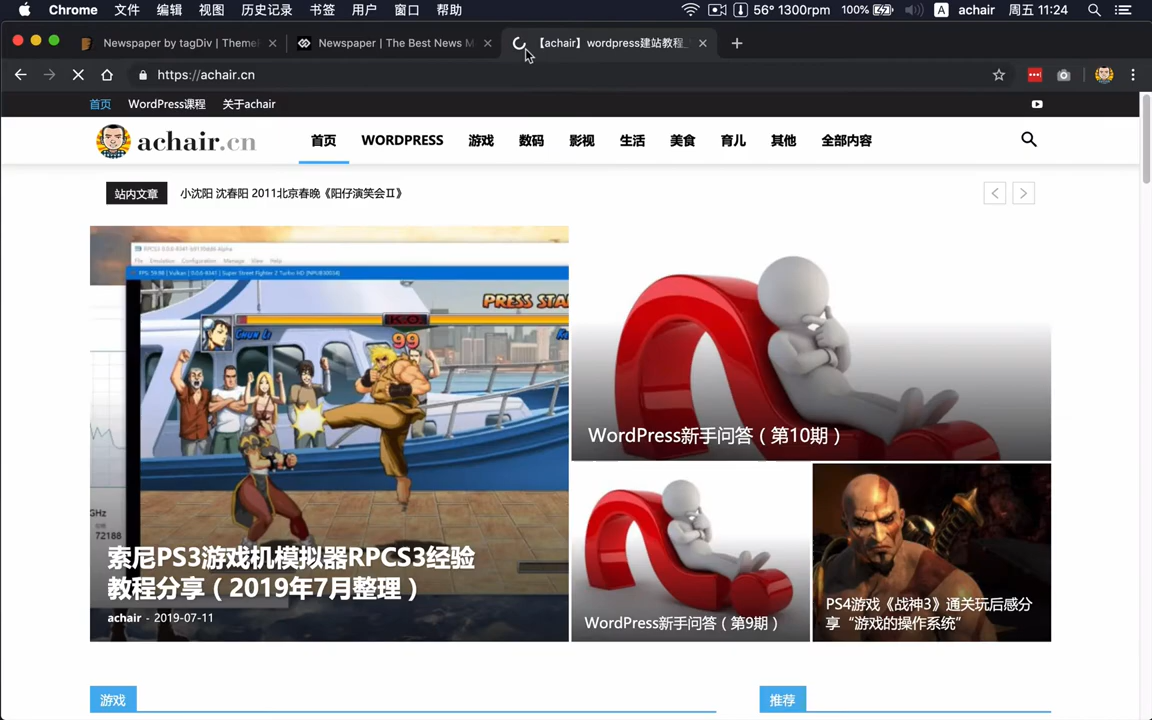 Chrome 文件 编辑 视图 历史记录 书签 用户 窗口 帮助 56° 1300rpm 100% A achair 周五 11:24
Newspaper by tagDiv | Theme Newspaper | The Best News M 【achair】wordpress建站教程_
https://achair.cn
首页 WordPress课程 关于achair
achair.cn 首页 WORDPRESS 游戏 数码 影视 生活 美食 育儿 其他 全部内容
站内文章 小沈阳 沈春阳 2011北京春晚《阳仔演笑会Ⅱ》
File Emulation Configuration Manage View Help
PRESS STA
K.O.
CHUN LI
99
WordPress新手问答（第10期）
GHz
72188
索尼PS3游戏机模拟器RPCS3经验
教程分享（2019年7月整理）
achair - 2019-07-11
WordPress新手问答（第9期）
PS4游戏《战神3》通关玩后感分
享“游戏的操作系统”
游戏 推荐